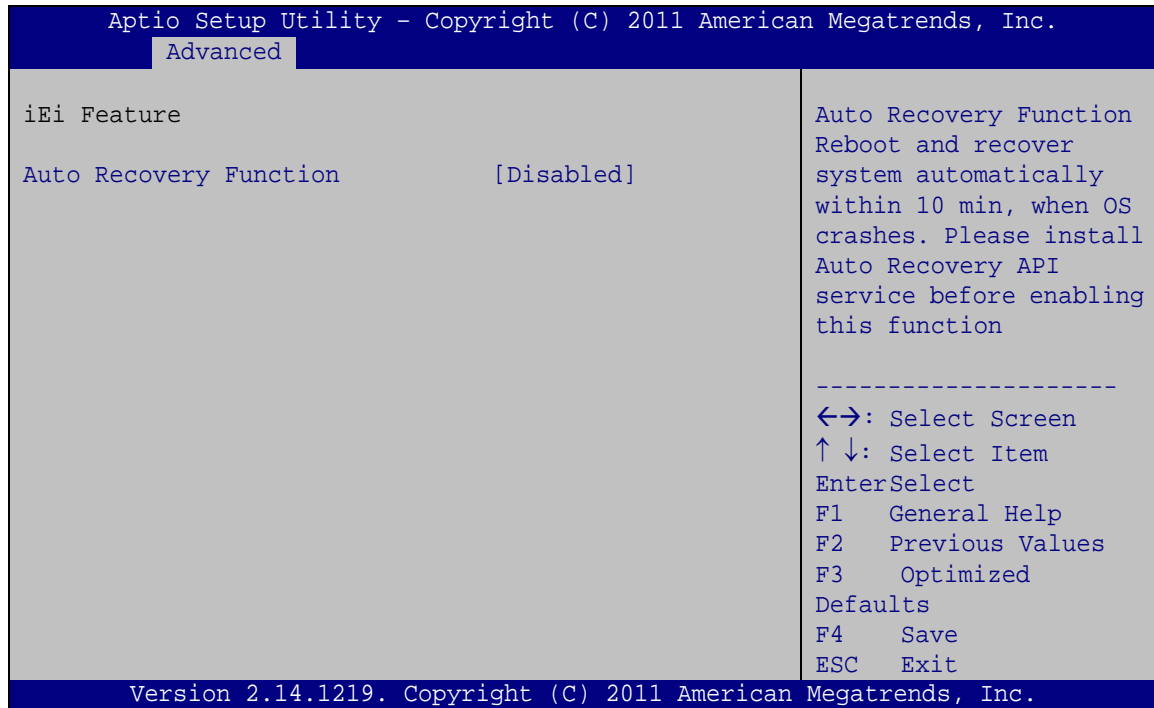 Aptio Setup Utility – Copyright (C) 2011 American Megatrends, Inc.
Advanced
iEi Feature
Auto Recovery Function [Disabled]
Auto Recovery Function
Reboot and recover
system automatically
within 10 min, when OS
crashes. Please install
Auto Recovery API
service before enabling
this function
---------------------
←→: Select Screen
↑ ↓: Select Item
EnterSelect
F1 General Help
F2 Previous Values
F3 Optimized
Defaults
F4 Save
ESC Exit
Version 2.14.1219. Copyright (C) 2011 American Megatrends, Inc.